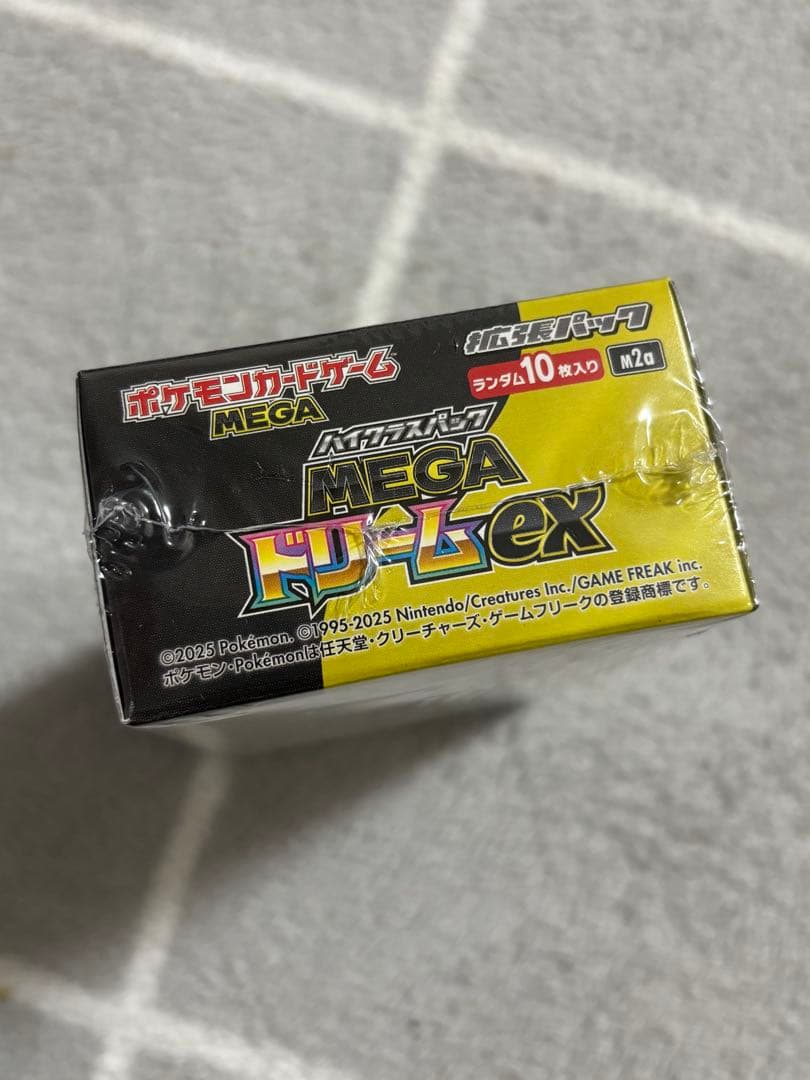 ポケモンカードゲーム
MEGA
拡張パック
ランダム10枚入り
M2a
ハイクラスパック
MEGA
ドリームex
©2025 Pokémon. ©1995-2025 Nintendo/Creatures Inc./GAME FREAK inc.
ポケモン・Pokémonは任天堂・クリーチャーズ・ゲームフリークの登録商標です。